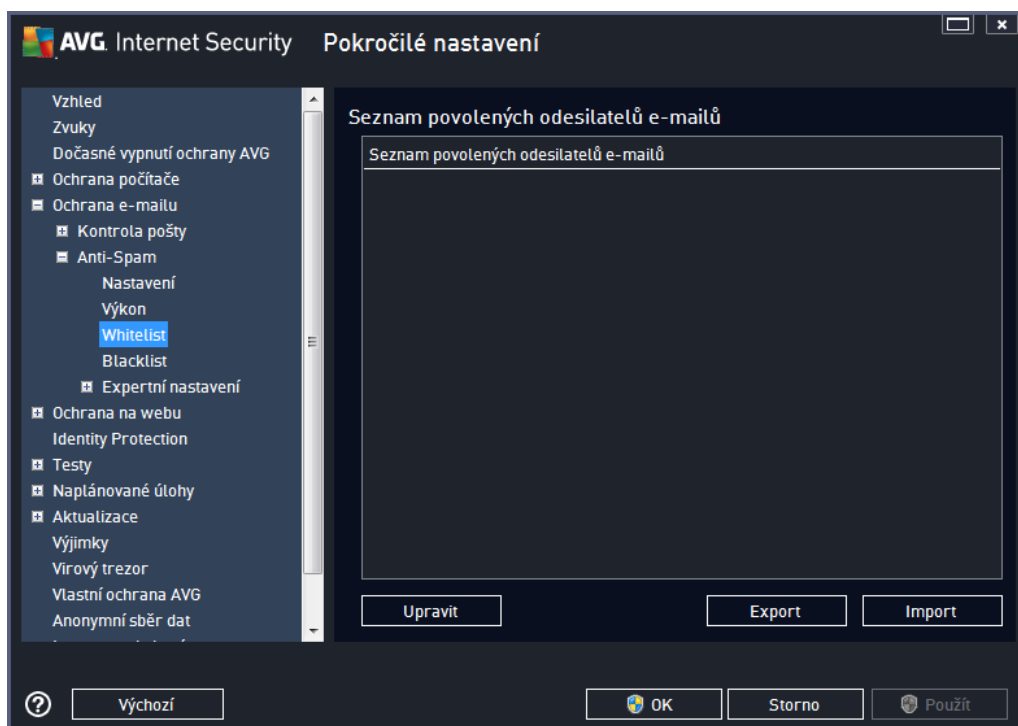 AVG. Internet Security Pokročilé nastavení
Vzhled
Zvuky
Dočasné vypnutí ochrany AVG
Ochrana počítače
Ochrana e-mailu
Kontrola pošty
Anti-Spam
Nastavení
Výkon
Whitelist
Blacklist
Expertní nastavení
Ochrana na webu
Identity Protection
Testy
Naplánované úlohy
Aktualizace
Výjimky
Virový trezor
Vlastní ochrana AVG
Anonymní sběr dat
Seznam povolených odesilatelů e-mailů
Seznam povolených odesilatelů e-mailů
Upravit
Export
Import
Výchozí
OK
Storno
Použít